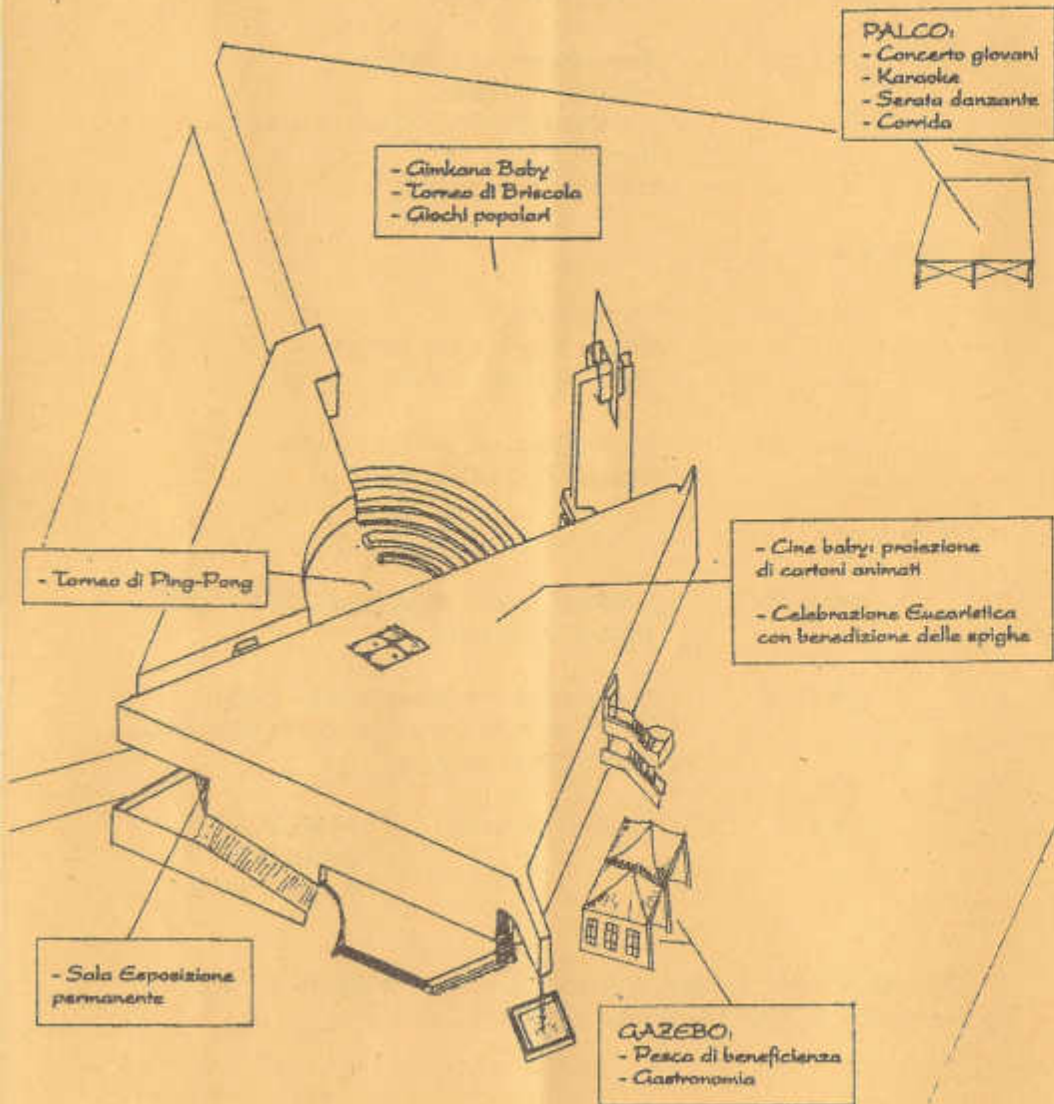 PALCO:
- Concerto giovani
- Karaoke
- Serata danzante
- Corrida
- Gimkana Baby
- Torneo di Briscola
- Giochi popolari
- Torneo di Ping-Pong
- Cine baby: proiezione
di cartoni animati
- Celebrazione Eucaristica
con benedizione delle spighe
- Sala Esposizione
permanente
GAZEBO:
- Pesca di beneficienza
- Gastronomia